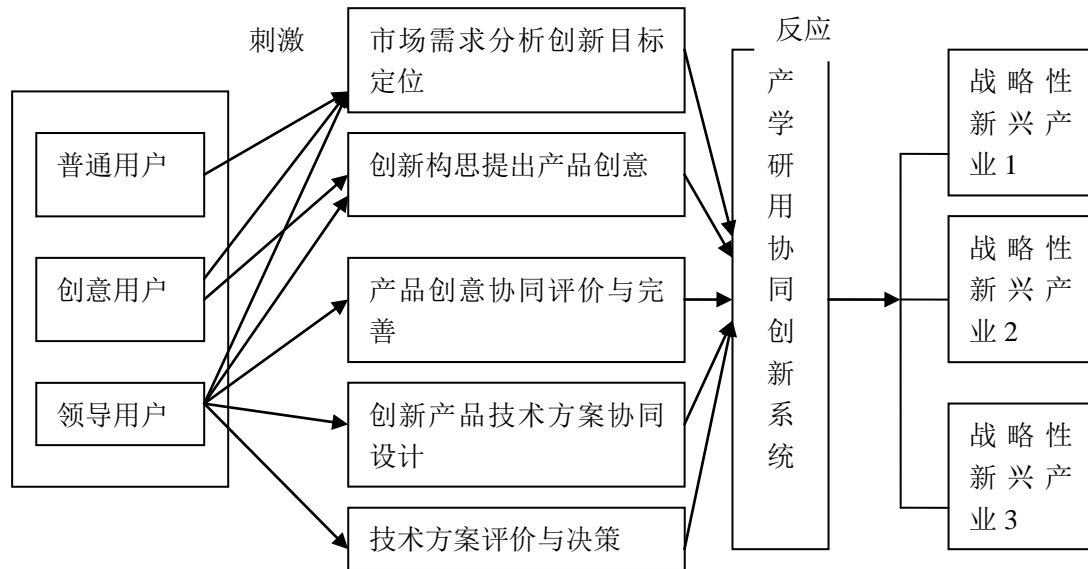 刺激
反应
普通用户
创意用户
领导用户
市场需求分析创新目标
定位
创新构思提出产品创意
产品创意协同评价与完
善
创新产品技术方案协同
设计
技术方案评价与决策
产
学
研
用
协
同
创
新
系
统
战略性
新兴产
业 1
战略性
新兴产
业 2
战略性
新兴产
业 3